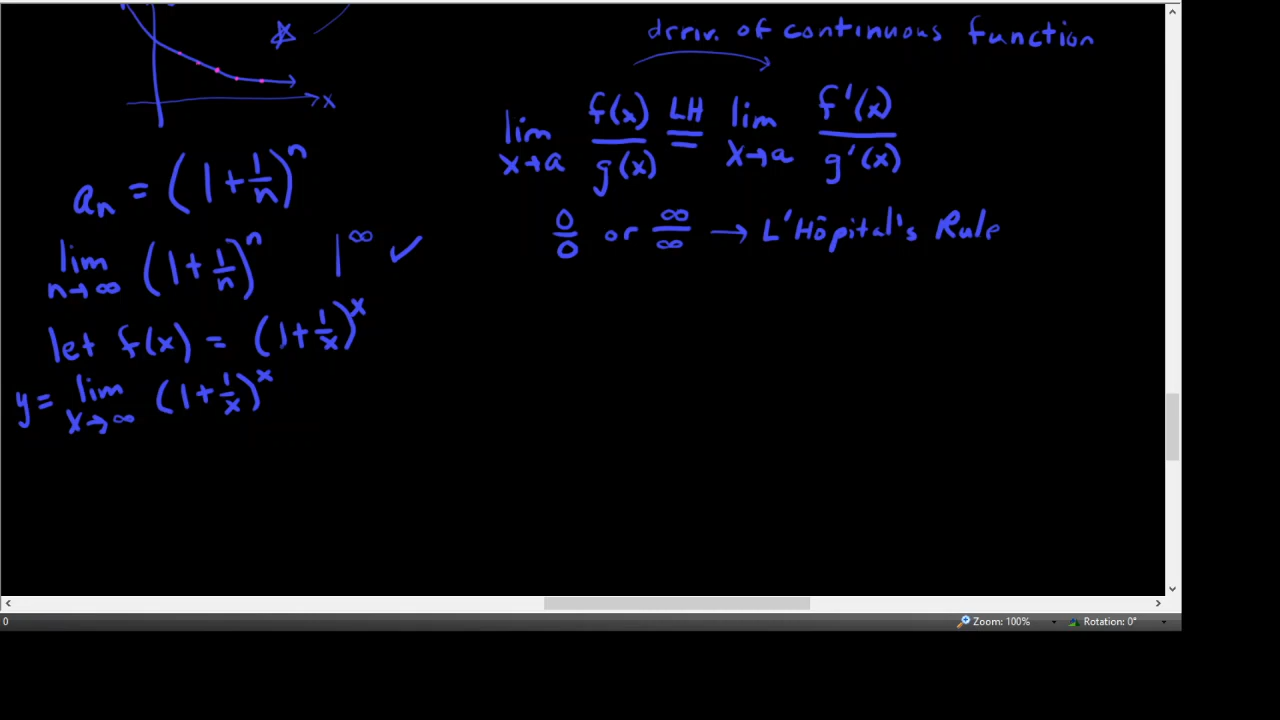 x
a_n = (1 + 1/n)^n
lim n→∞ (1 + 1/n)^n 1^∞ ✓
let f(x) = (1 + 1/x)^x
y = lim x→∞ (1 + 1/x)^x
deriv. of continuous function
lim x→a f(x)/g(x) LH= lim x→a f'(x)/g'(x)
0/0 or ∞/∞ → L'Hôpital's Rule
0
Zoom: 100%
Rotation: 0°